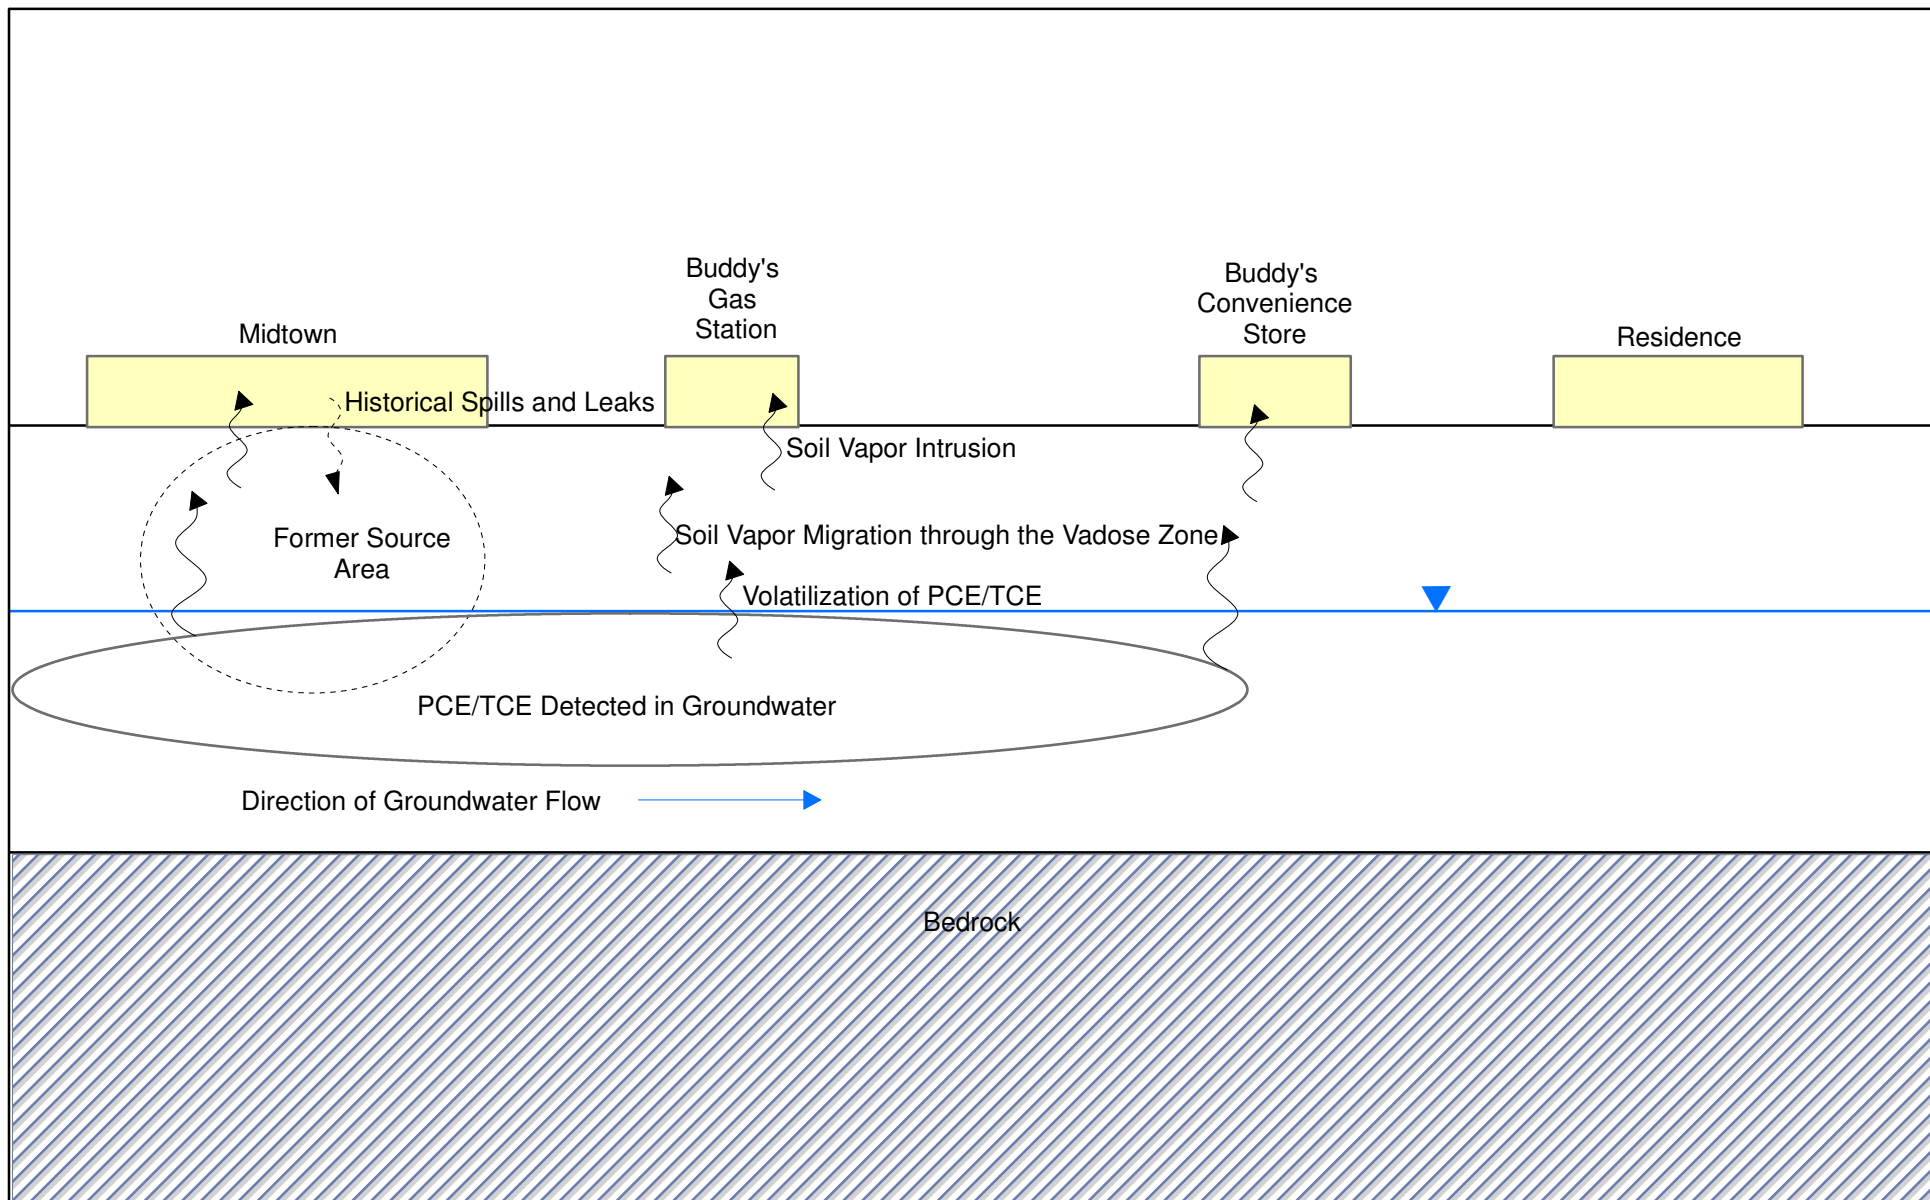 Buddy's
Gas
Station
Buddy's
Convenience
Store
Midtown
Residence
Historical Spills and Leaks
Soil Vapor Intrusion
Former Source
Area
Soil Vapor Migration through the Vadose Zone
Volatilization of PCE/TCE
PCE/TCE Detected in Groundwater
Direction of Groundwater Flow
Bedrock